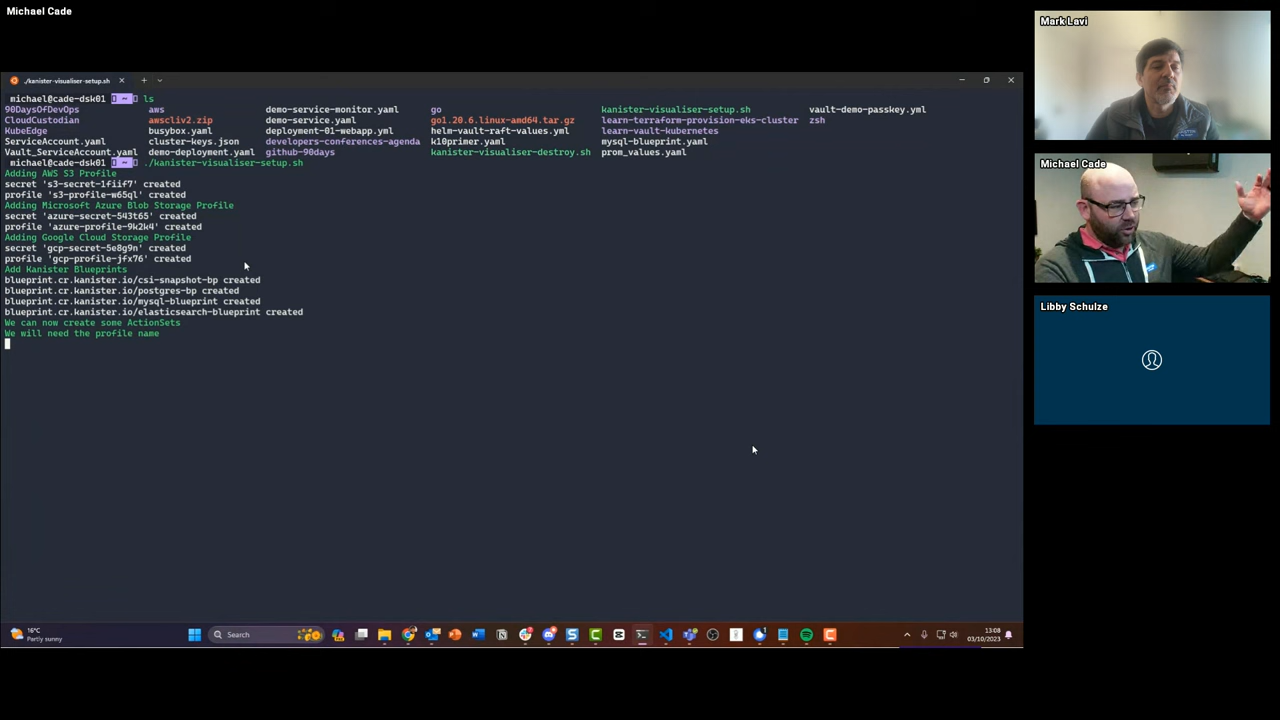 Michael Cade
./kanister-visualiser-setup.sh
michael@cade-dsk01 ~ ls
90DaysOfDevOps aws demo-service-monitor.yaml go kanister-visualiser-setup.sh vault-demo-passkey.yml
CloudCustodian awscliv2.zip demo-service.yaml go1.20.6.linux-amd64.tar.gz learn-terraform-provision-eks-cluster zsh
KubeEdge busybox.yaml deployment-01-webapp.yml helm-vault-raft-values.yml learn-vault-kubernetes
ServiceAccount.yaml cluster-keys.json developers-conferences-agenda k10primer.yaml mysql-blueprint.yaml
Vault_ServiceAccount.yaml demo-deployment.yaml github-90days kanister-visualiser-destroy.sh prom_values.yaml
michael@cade-dsk01 ~ ./kanister-visualiser-setup.sh
Adding AWS S3 Profile
secret 's3-secret-1fiif7' created
profile 's3-profile-w65ql' created
Adding Microsoft Azure Blob Storage Profile
secret 'azure-secret-543t65' created
profile 'azure-profile-9k2k4' created
Adding Google Cloud Storage Profile
secret 'gcp-secret-5e8g9n' created
profile 'gcp-profile-jfx76' created
Add Kanister Blueprints
blueprint.cr.kanister.io/csi-snapshot-bp created
blueprint.cr.kanister.io/postgres-bp created
blueprint.cr.kanister.io/mysql-blueprint created
blueprint.cr.kanister.io/elasticsearch-blueprint created
We can now create some ActionSets
We will need the profile name
16°C
Partly sunny
Search
13:08
03/10/2023
Mark Lavi
Michael Cade
Libby Schulze